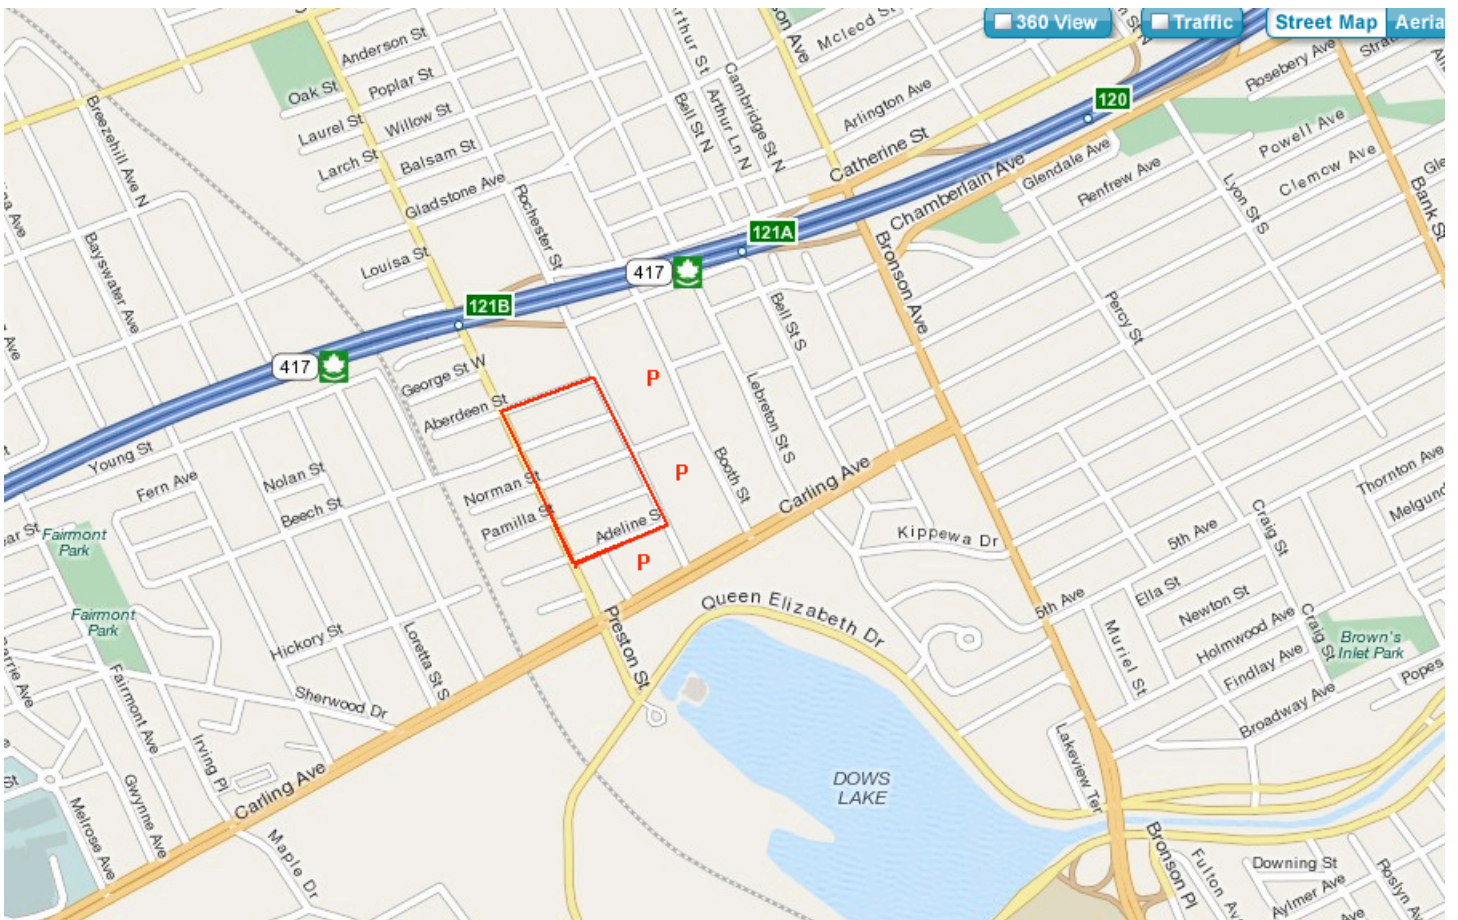 360 View
Traffic
Street Map
Aeria
Anderson St
Mcleod St
Rosebery Ave
Oak St
Poplar St
Arlington Ave
120
Breezehill Ave N
Laurel St
Willow St
Bell St N
Arthur Ln N
Cambridge St N
Catherine St
Powell Ave
Larch St
Balsam St
Chamberlain Ave
Glendale Ave
Renfrew Ave
Clemow Ave
Gladstone Ave
Rochester St
Lyon St S
Bank St
121A
Bayswater Ave
Louisa St
417
Bronson Ave
121B
Bell St S
Percy St
417
George St W
P
Lebreton St S
Aberdeen St
Young St
Nolan St
Fern Ave
Norman St
P
Booth St
Carling Ave
Thornton Ave
Beech St
Pamilla St
Adeline S
Craig St
Melgund
Fairmont
Park
P
Kippewa Dr
5th Ave
Fairmont
Park
Queen Elizabeth Dr
5th Ave
Ella St
Newton St
Hickory St
Loretta St S
Preston St
Muriel St
Holmwood Ave
Craig St
Brown's
Inlet Park
Findlay Ave
Popes
Fairmont Ave
Sherwood Dr
Broadway Ave
Irving Pl
Lakeview Ter
Carling Ave
DOWS
LAKE
Gwynne Ave
Melrose Ave
Maple Dr
Bronson Pl
Fulton Av
Downing St
Aylmer Ave
Roslyn Av